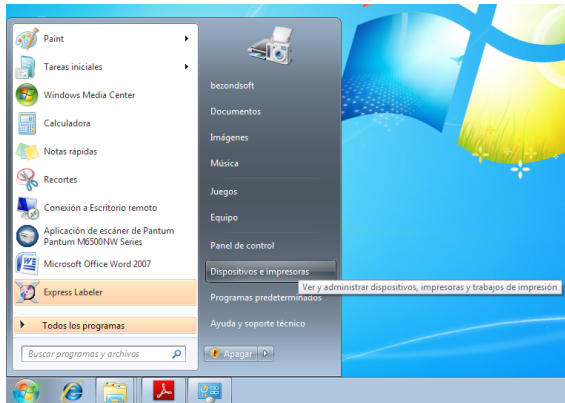 Paint
Tareas iniciales
Windows Media Center
Calculadora
Notas rápidas
Recortes
Conexión a Escritorio remoto
Aplicación de escáner de Pantum
Pantum M6500NW Series
Microsoft Office Word 2007
Express Labeler
Todos los programas
Buscar programas y archivos
bezondsoft
Documentos
Imágenes
Música
Juegos
Equipo
Panel de control
Dispositivos e impresoras
Ver y administrar dispositivos, impresoras y trabajos de impresión
Programas predeterminados
Ayuda y soporte técnico
Apagar